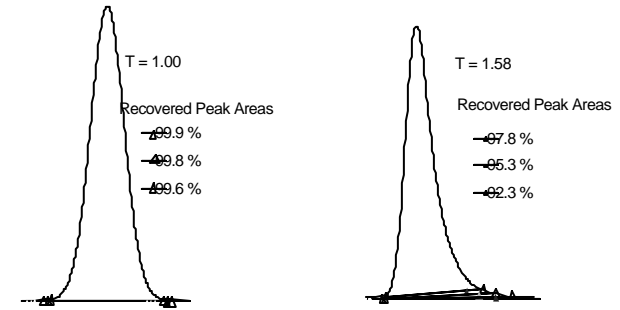 T = 1.00
Recovered Peak Areas
99.9 %
99.8 %
99.6 %
T = 1.58
Recovered Peak Areas
97.8 %
95.3 %
92.3 %